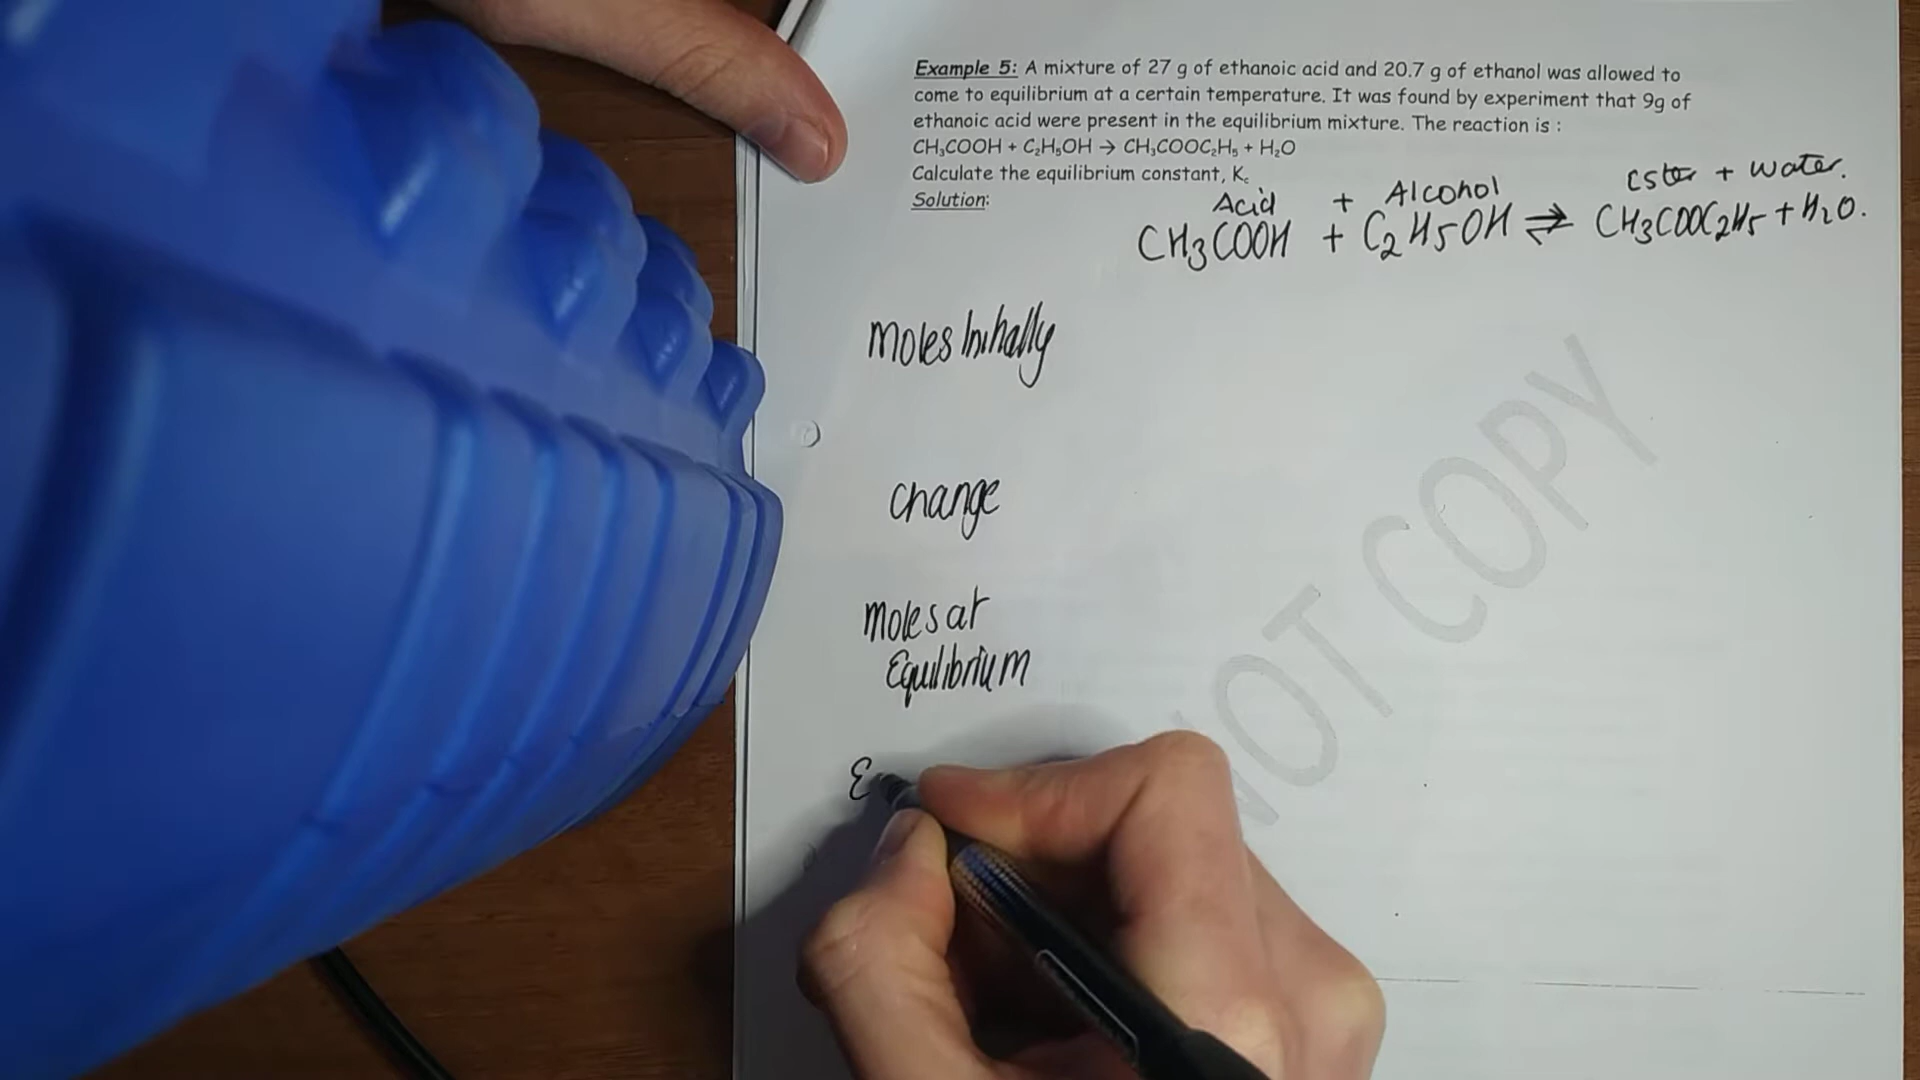 Example 5: A mixture of 27 g of ethanoic acid and 20.7 g of ethanol was allowed to
come to equilibrium at a certain temperature. It was found by experiment that 9g of
ethanoic acid were present in the equilibrium mixture. The reaction is :
CH₃COOH + C₂H₅OH → CH₃COOC₂H₅ + H₂O
Calculate the equilibrium constant, Kc
Solution:
Acid + Alcohol Ester + water.
CH3COOH + C2H5OH ⇌ CH3COOC2H5 + H2O.
Moles Initially
Change
Moles at
Equilibrium
E
NOT COPY